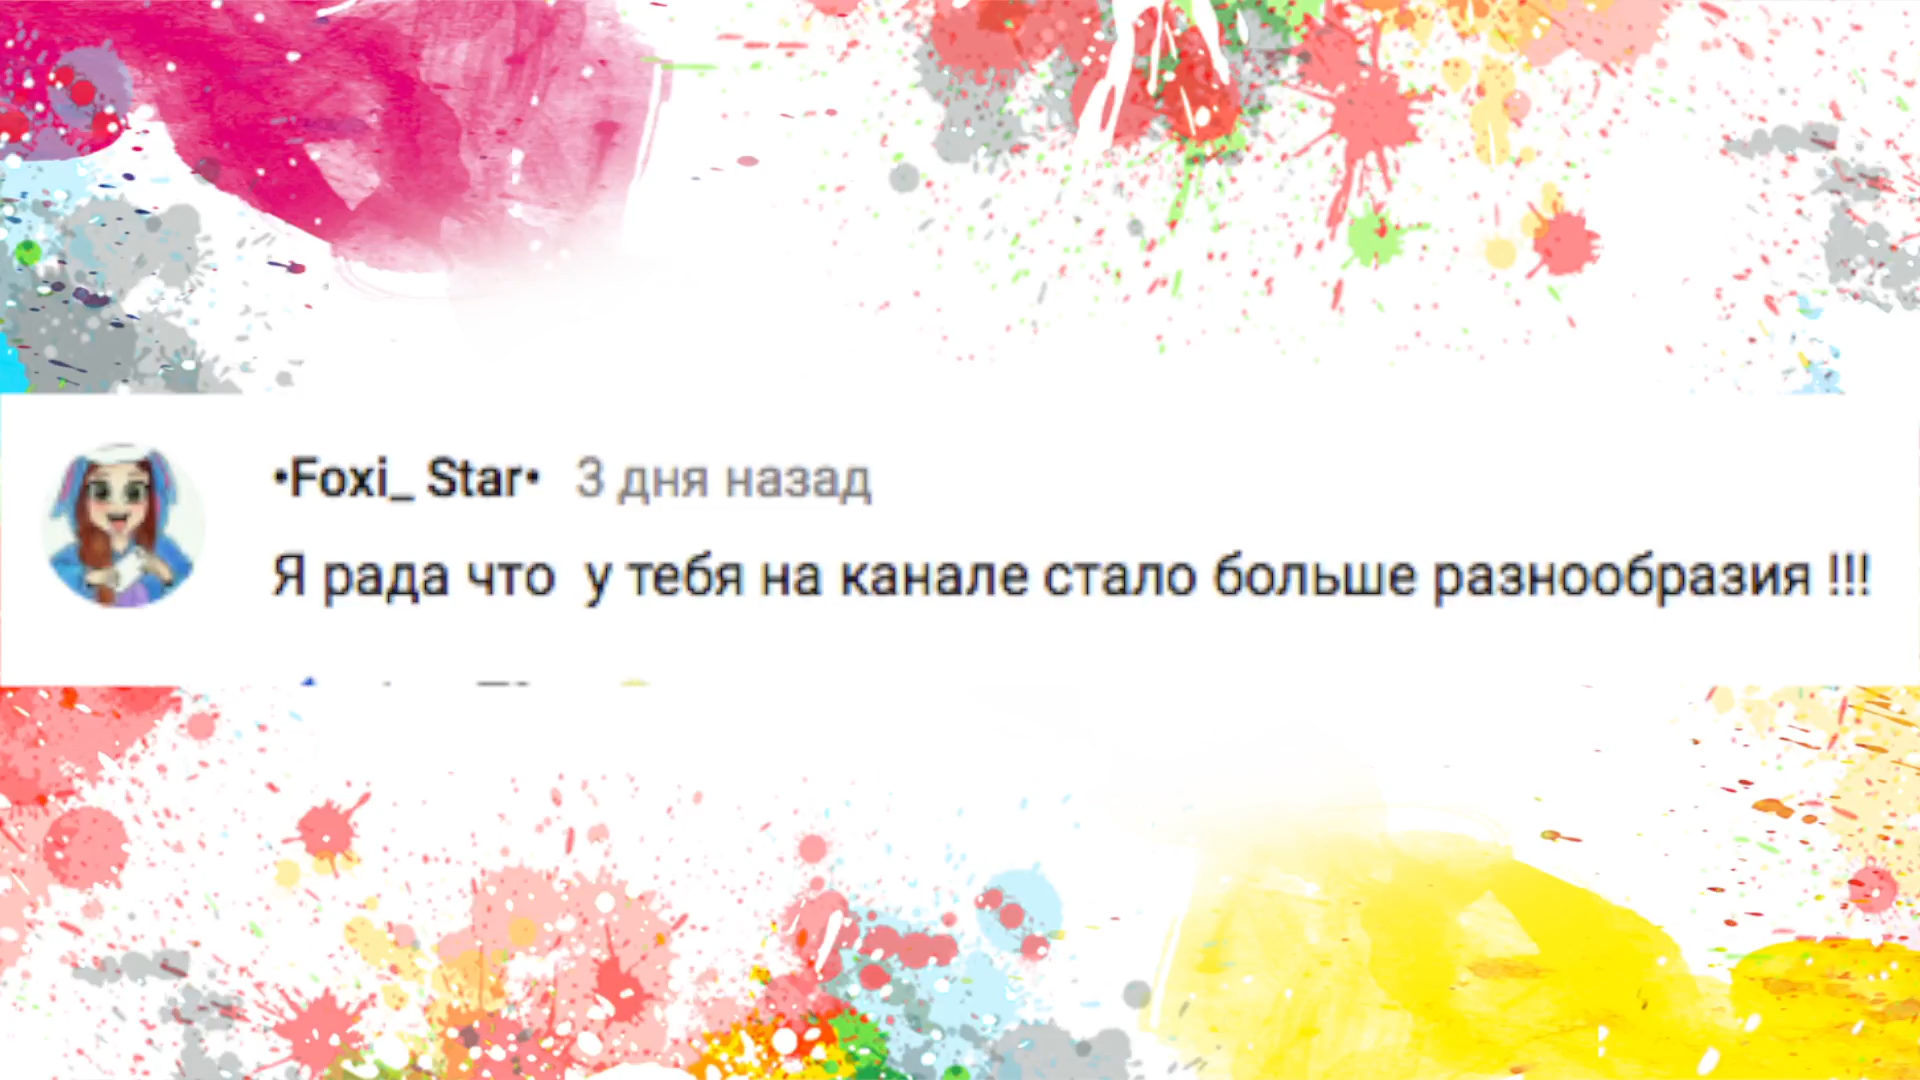 •Foxi_ Star• 3 дня назад
Я рада что у тебя на канале стало больше разнообразия !!!